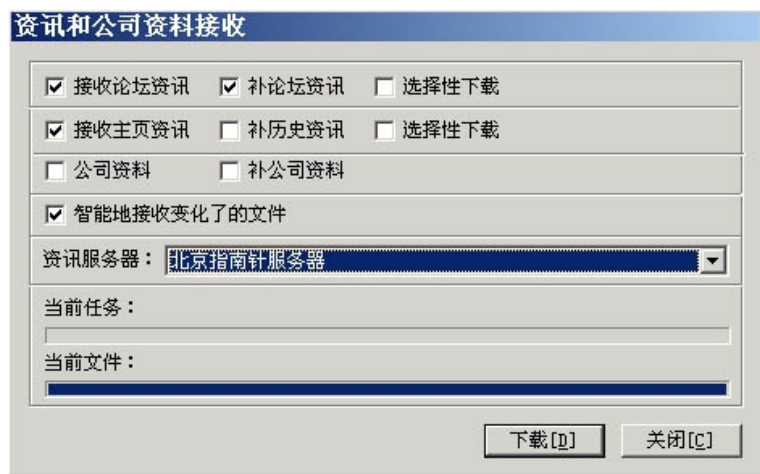 资讯和公司资料接收
接收论坛资讯 补论坛资讯 选择性下载
接收主页资讯 补历史资讯 选择性下载
公司资料 补公司资料
智能地接收变化了的文件
资讯服务器：北京指南针服务器
当前任务：
当前文件：
下载[D] 关闭[C]